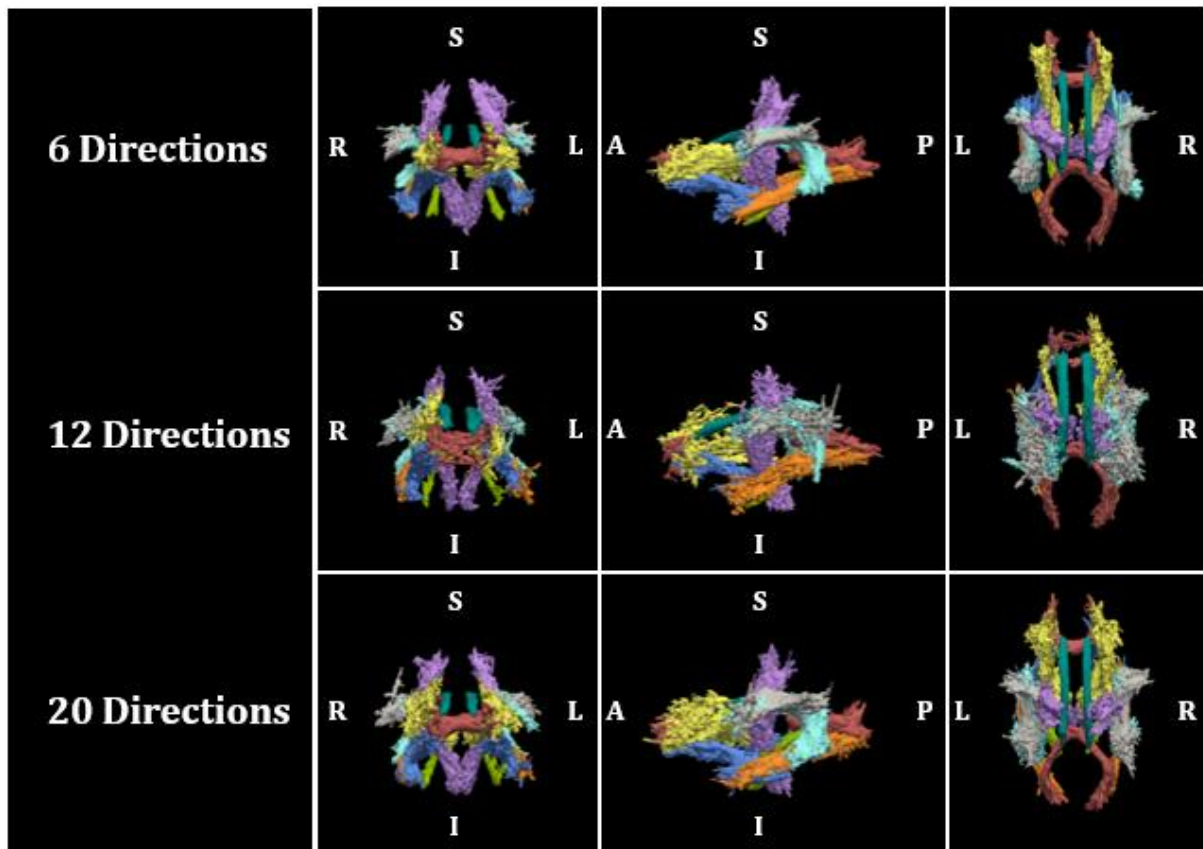 S
6 Directions R L A P L R
I I
S S
12 Directions R L A P L R
I I
S S
20 Directions R L A P L R
I I